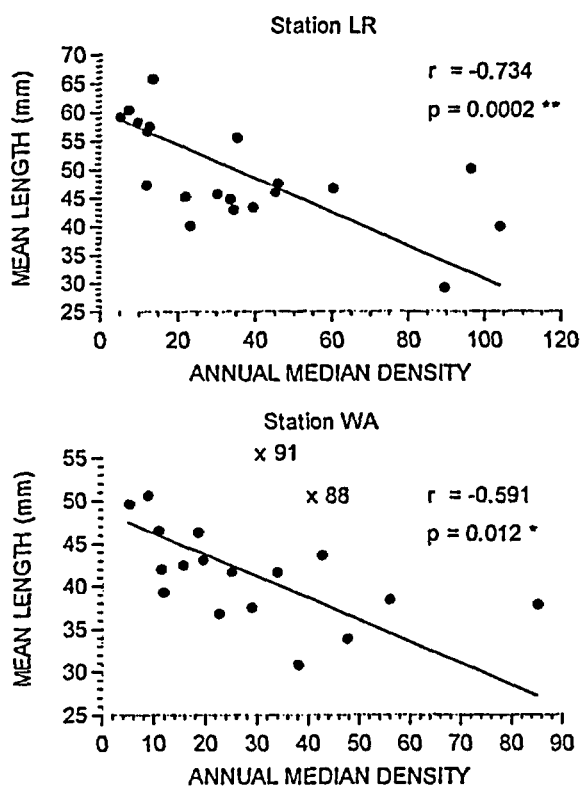 Station LR
r = -0.734
p = 0.0002 **
MEAN LENGTH (mm)
70
65
60
55
50
45
40
35
30
25
0 20 40 60 80 100 120
ANNUAL MEDIAN DENSITY
Station WA
x 91
x 88
r = -0.591
p = 0.012 *
MEAN LENGTH (mm)
55
50
45
40
35
30
25
0 10 20 30 40 50 60 70 80 90
ANNUAL MEDIAN DENSITY